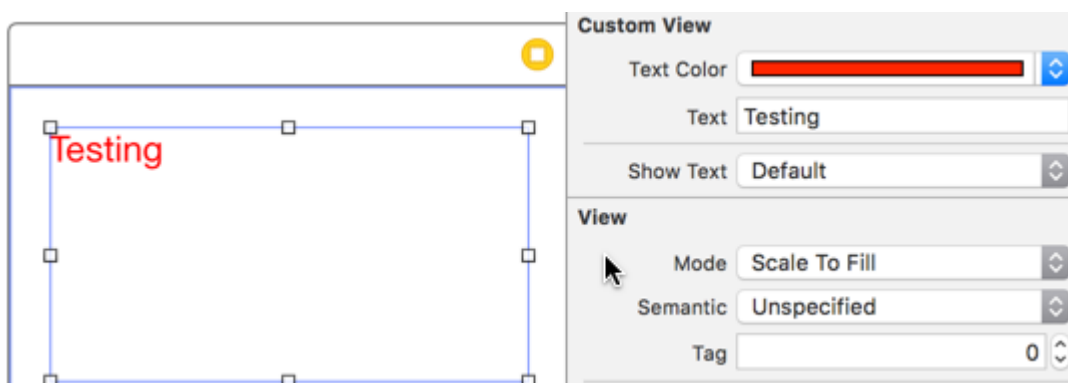 Custom View
Text Color
Text Testing
Show Text Default
View
Mode Scale To Fill
Semantic Unspecified
Tag 0
Testing